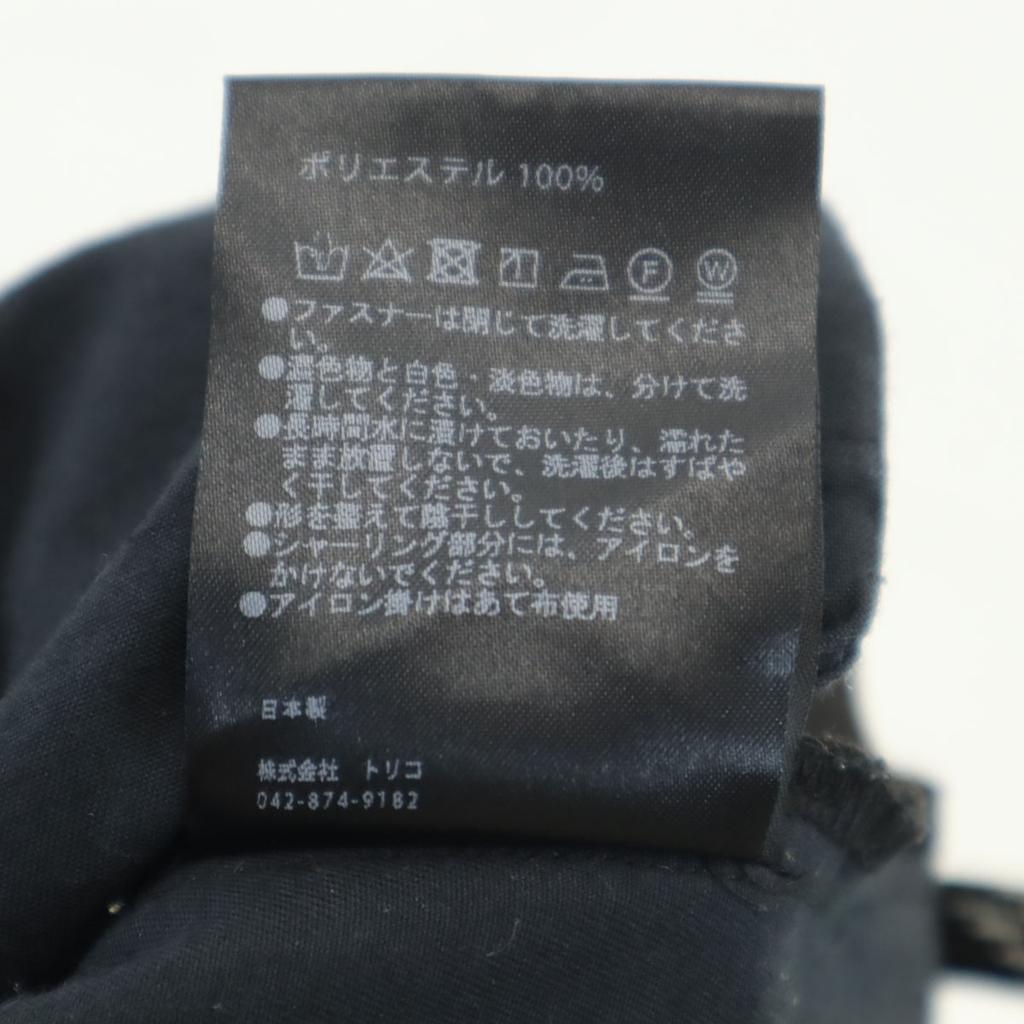 ポリエステル 100%
F W
●ファスナーは閉じて洗濯してくださ
い。
●濃色物と白色・淡色物は、分けて洗
濯してください。
●長時間水に漬けておいたり、濡れた
まま放置しないで、洗濯後はすばや
く干してください。
●形を整えて陰干ししてください。
●シャーリング部分には、アイロンを
かけないでください。
●アイロン掛けはあて布使用
日本製
株式会社 トリコ
042-874-9182